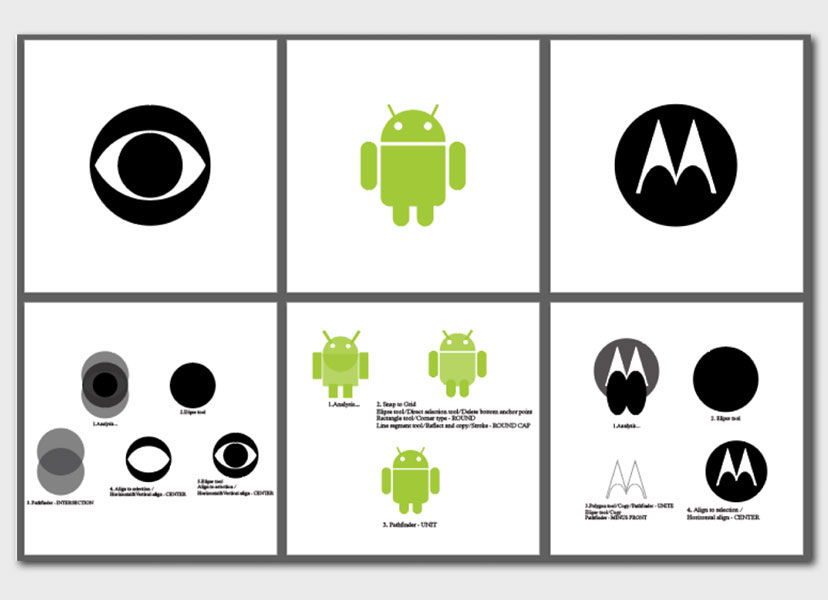 1.Analysis...
2.Elipse tool
3. Pathfinder - INTERSECTION
4. Align to selection /
Horizontal&Vertical align - CENTER
5.Elipse tool
Align to selection /
Horizontal&Vertical align - CENTER
1.Analysis...
2. Snap to Grid
Elipse tool/Direct selection tool/Delete bottom anchor point
Rectangle tool/Corner type - ROUND
Line segment tool/Reflect and copy/Stroke - ROUND CAP
3. Pathfinder - UNIT
1.Analysis...
2. Elipse tool
3.Polygon tool/Copy/Pathfinder - UNITE
Elipse tool/Copy
Pathfinder - MINUS FRONT
4. Align to selection /
Horizontal align - CENTER